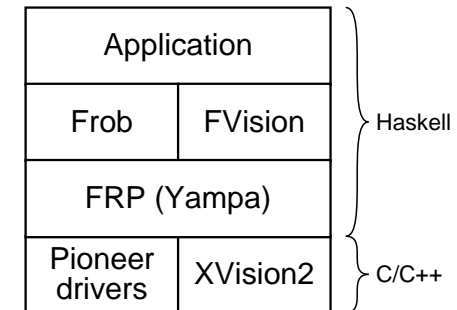 Application
Frob FVision
Haskell
FRP (Yampa)
Pioneer drivers
XVision2
C/C++